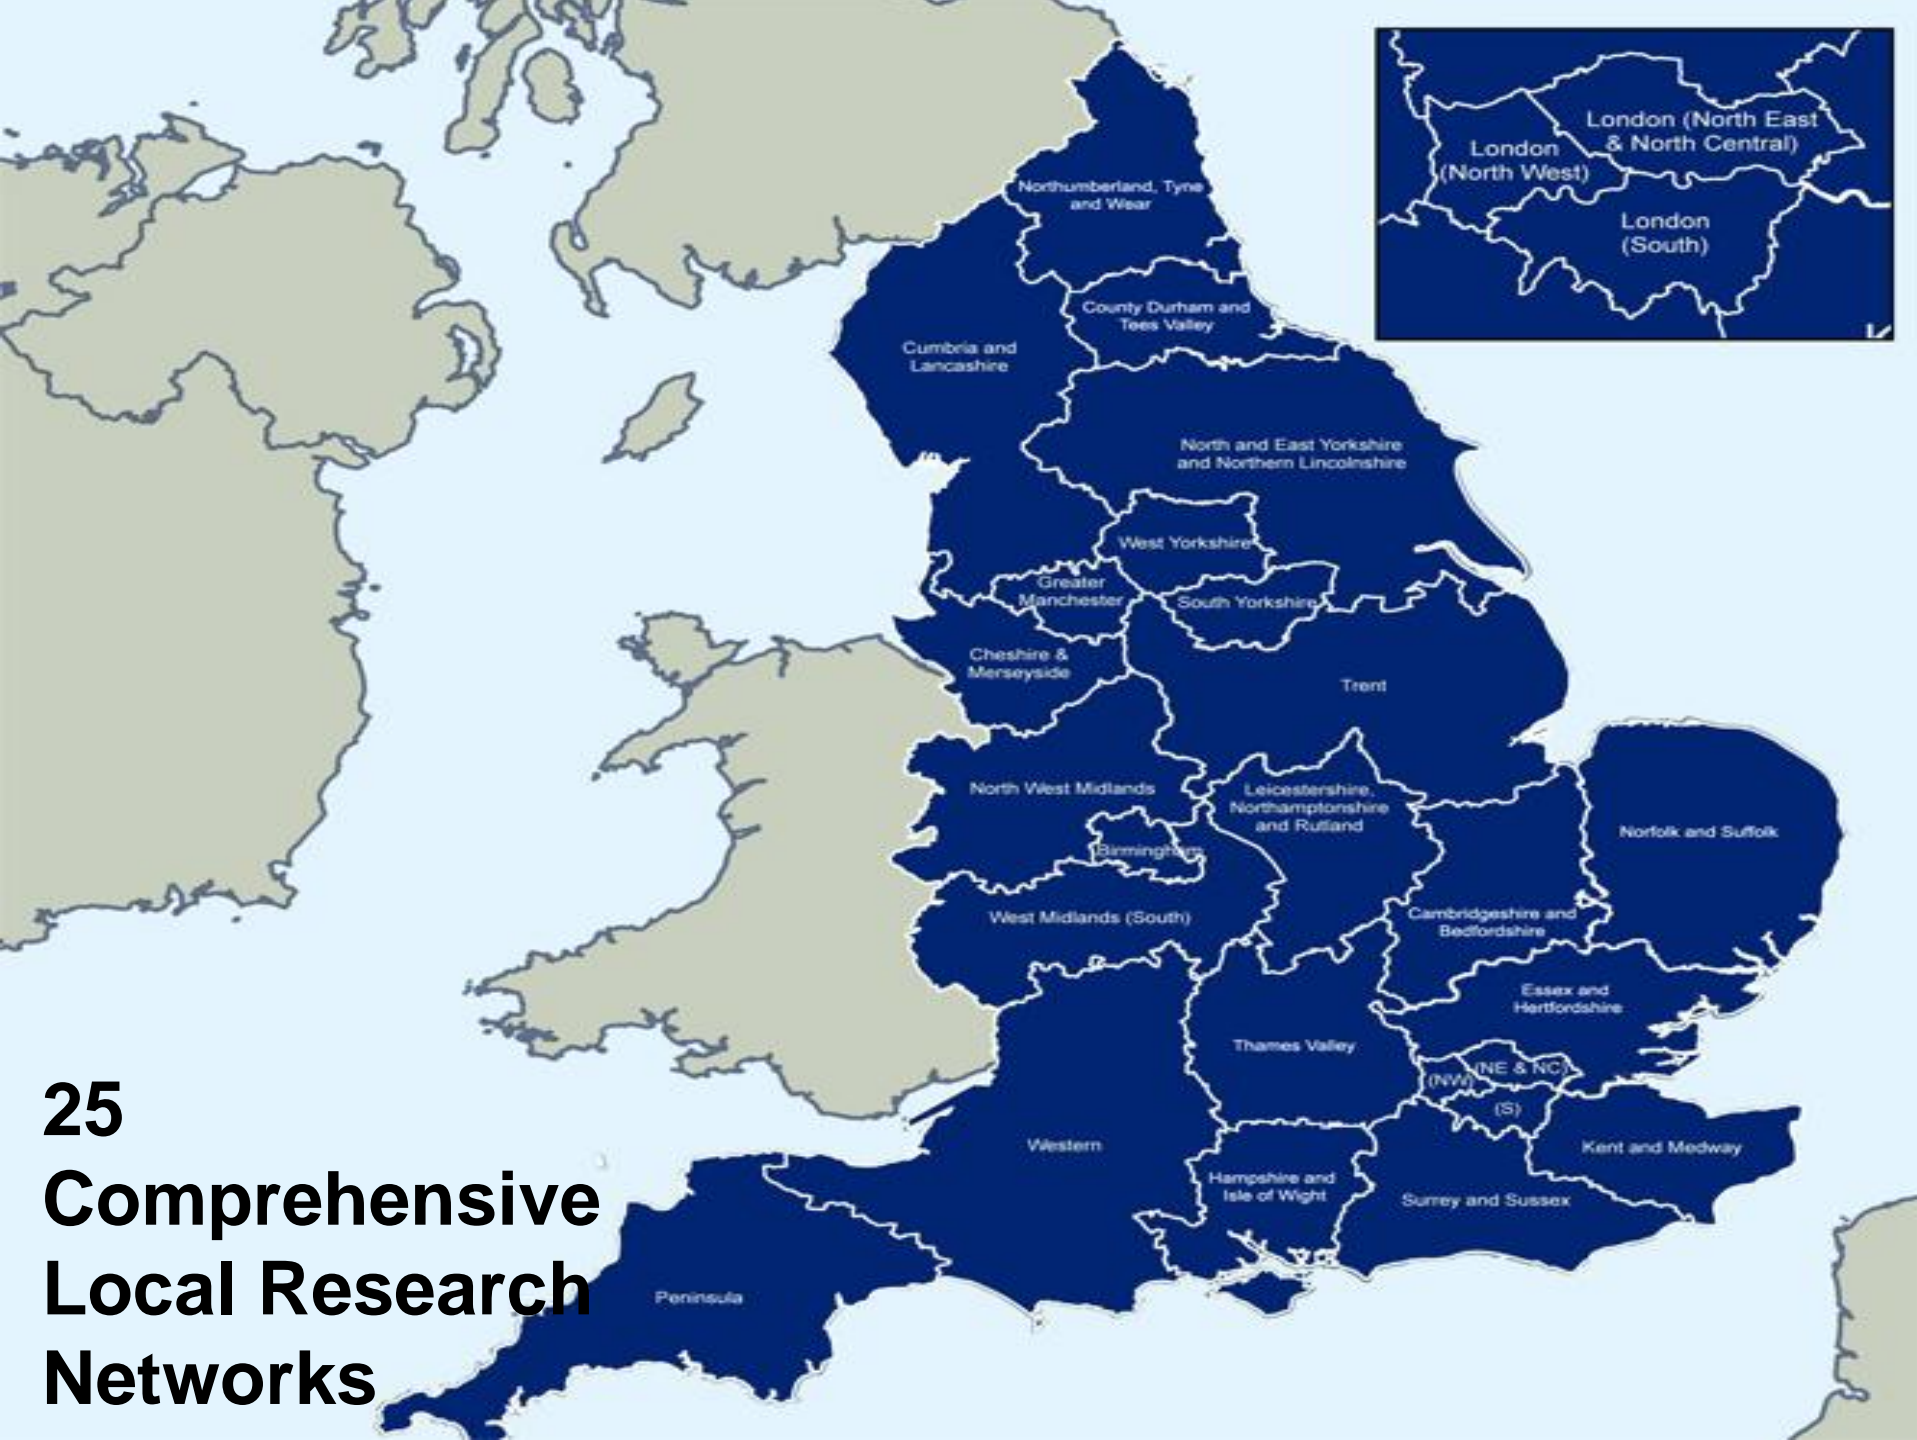 London (North East
& North Central)
London
(North West)
London
(South)
Northumberland, Tyne
and Wear
County Durham and
Tees Valley
Cumbria and
Lancashire
North and East Yorkshire
and Northern Lincolnshire
West Yorkshire
Greater
Manchester
South Yorkshire
Cheshire &
Merseyside
Trent
North West Midlands
Leicestershire,
Northamptonshire
and Rutland
Norfolk and Suffolk
Birmingham
West Midlands (South)
Cambridgeshire and
Bedfordshire
Essex and
Hertfordshire
Thames Valley
(NE & NC)
(NW)
(S)
Western
Kent and Medway
Hampshire and
Isle of Wight
Surrey and Sussex
Peninsula
25
Comprehensive
Local Research
Networks